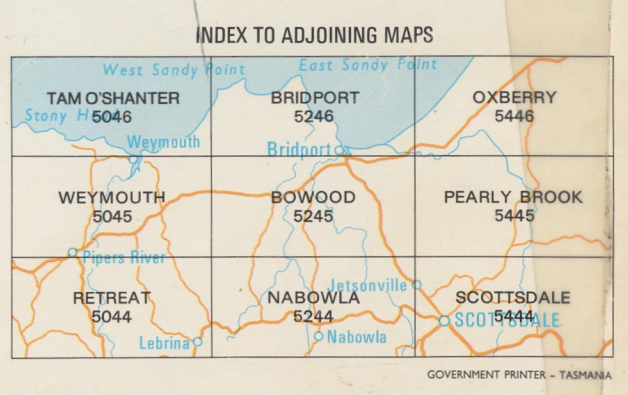 INDEX TO ADJOINING MAPS
West Sandy Point
East Sandy Point
TAM O'SHANTER
5046
BRIDPORT
5246
OXBERRY
5446
Stony Head
Weymouth
Bridport
WEYMOUTH
5045
BOWOOD
5245
PEARLY BROOK
5445
Pipers River
Jetsonville
RETREAT
5044
NABOWLA
5244
SCOTTSDALE
5444
SCOTTSDALE
Lebrina
Nabowla
GOVERNMENT PRINTER – TASMANIA